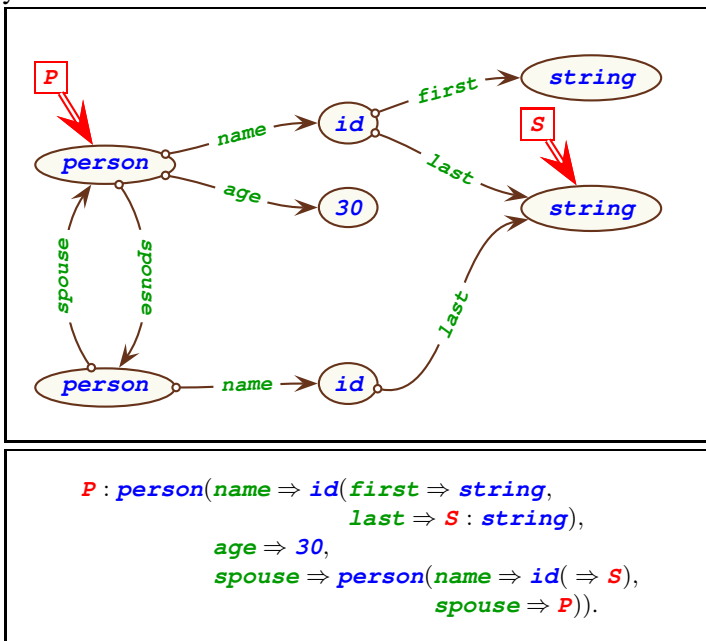 P
person
name
id
first
string
S
last
string
age
30
spouse
spouse
person
name
id
last
P : person(name ⇒ id(first ⇒ string,
last ⇒ S : string),
age ⇒ 30,
spouse ⇒ person(name ⇒ id( ⇒ S),
spouse ⇒ P)).